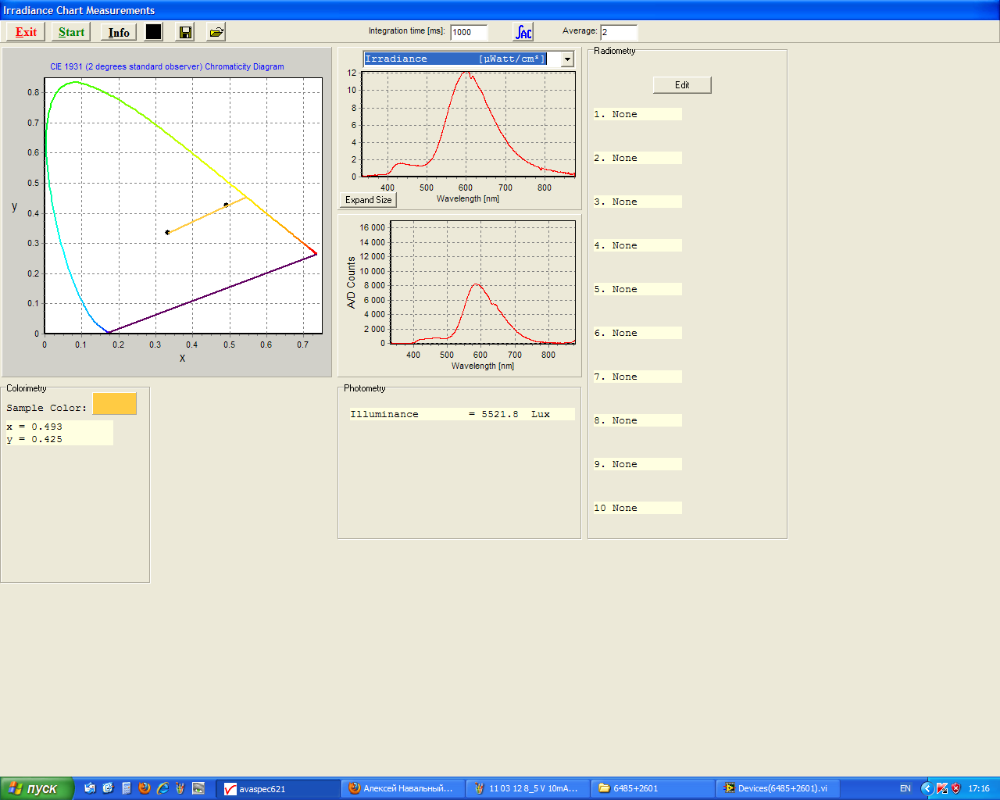 Irradiance Chart Measurements
Exit Start Info Integration time [ms]: 1000 SAC Average: 2
CIE 1931 (2 degrees standard observer) Chromaticity Diagram
0.8
0.7
0.6
0.5
y
0.4
0.3
0.2
0.1
0
0 0.1 0.2 0.3 0.4 0.5 0.6 0.7
X
Irradiance [µWatt/cm²]
12
10
8
6
4
2
0
400 500 600 700 800
Wavelength [nm]
Expand Size
A/D Counts
16 000
14 000
12 000
10 000
8 000
6 000
4 000
2 000
0
400 500 600 700 800
Wavelength [nm]
Radiometry
Edit
1. None
2. None
3. None
4. None
5. None
6. None
7. None
8. None
9. None
10 None
Colorimetry
Sample Color:
x = 0.493
y = 0.425
Photometry
Illuminance = 5521.8 Lux
пуск avaspec621 Алексей Навальный... 11 03 12 8_5 V 10mA... 6485+2601 Devices(6485+2601).vi EN 17:16